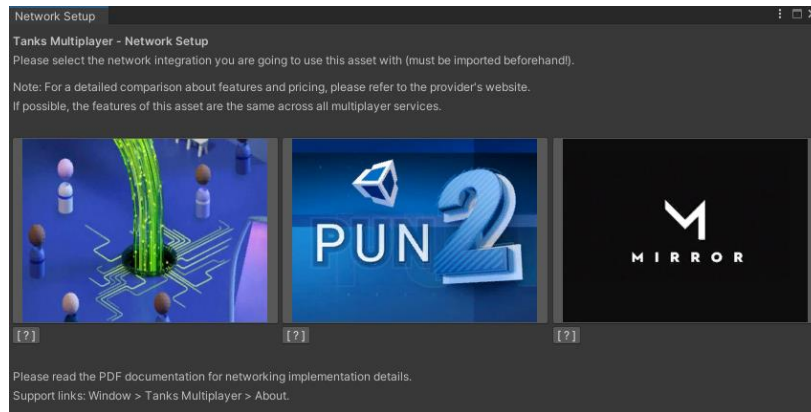 Network Setup
Tanks Multiplayer - Network Setup
Please select the network integration you are going to use this asset with (must be imported beforehand!).
Note: For a detailed comparison about features and pricing, please refer to the provider's website.
If possible, the features of this asset are the same across all multiplayer services.
PUN 2
MIRROR
[?] [?] [?]
Please read the PDF documentation for networking implementation details.
Support links: Window > Tanks Multiplayer > About.